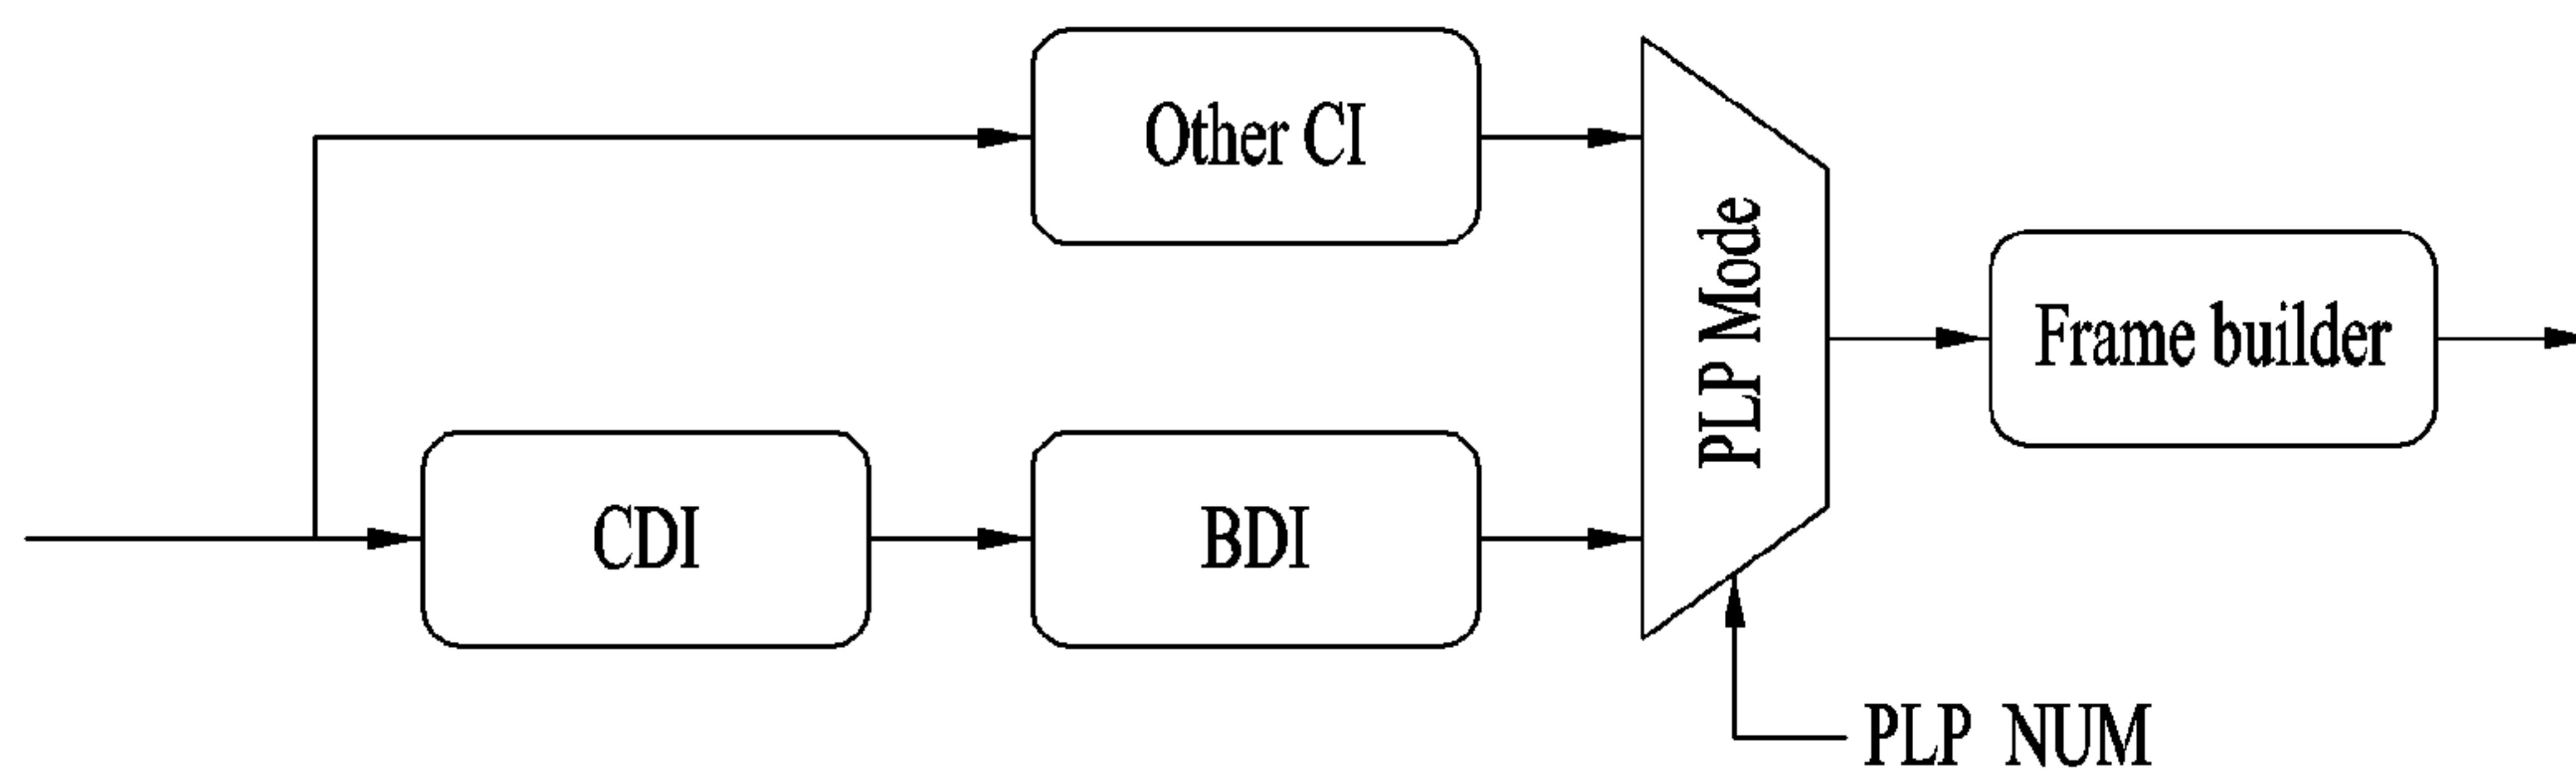 Other CI
PLP Mode
Frame builder
CDI
BDI
PLP NUM